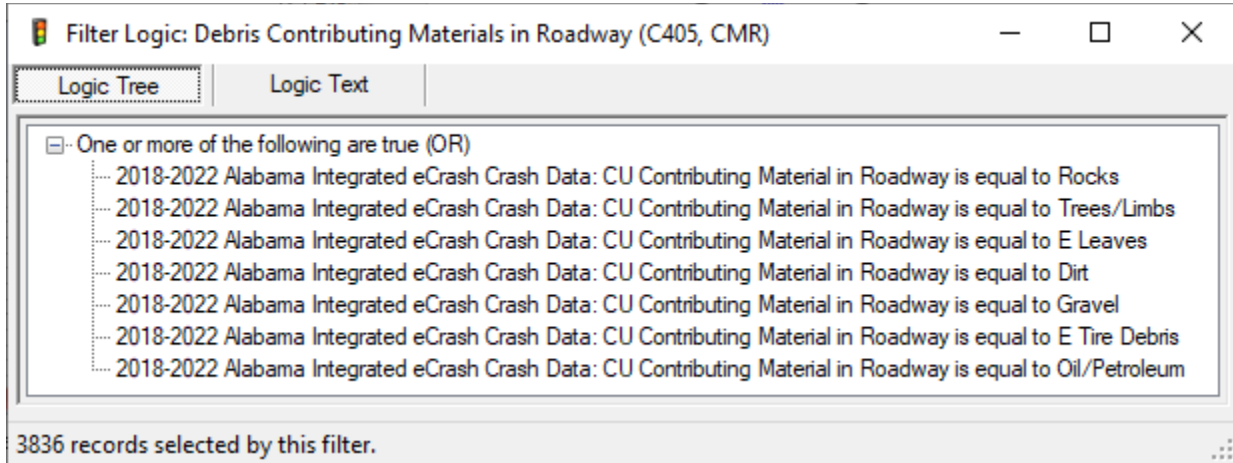 Filter Logic: Debris Contributing Materials in Roadway (C405, CMR)
Logic Tree Logic Text
One or more of the following are true (OR)
2018-2022 Alabama Integrated eCrash Crash Data: CU Contributing Material in Roadway is equal to Rocks
2018-2022 Alabama Integrated eCrash Crash Data: CU Contributing Material in Roadway is equal to Trees/Limbs
2018-2022 Alabama Integrated eCrash Crash Data: CU Contributing Material in Roadway is equal to E Leaves
2018-2022 Alabama Integrated eCrash Crash Data: CU Contributing Material in Roadway is equal to Dirt
2018-2022 Alabama Integrated eCrash Crash Data: CU Contributing Material in Roadway is equal to Gravel
2018-2022 Alabama Integrated eCrash Crash Data: CU Contributing Material in Roadway is equal to E Tire Debris
2018-2022 Alabama Integrated eCrash Crash Data: CU Contributing Material in Roadway is equal to Oil/Petroleum
3836 records selected by this filter.